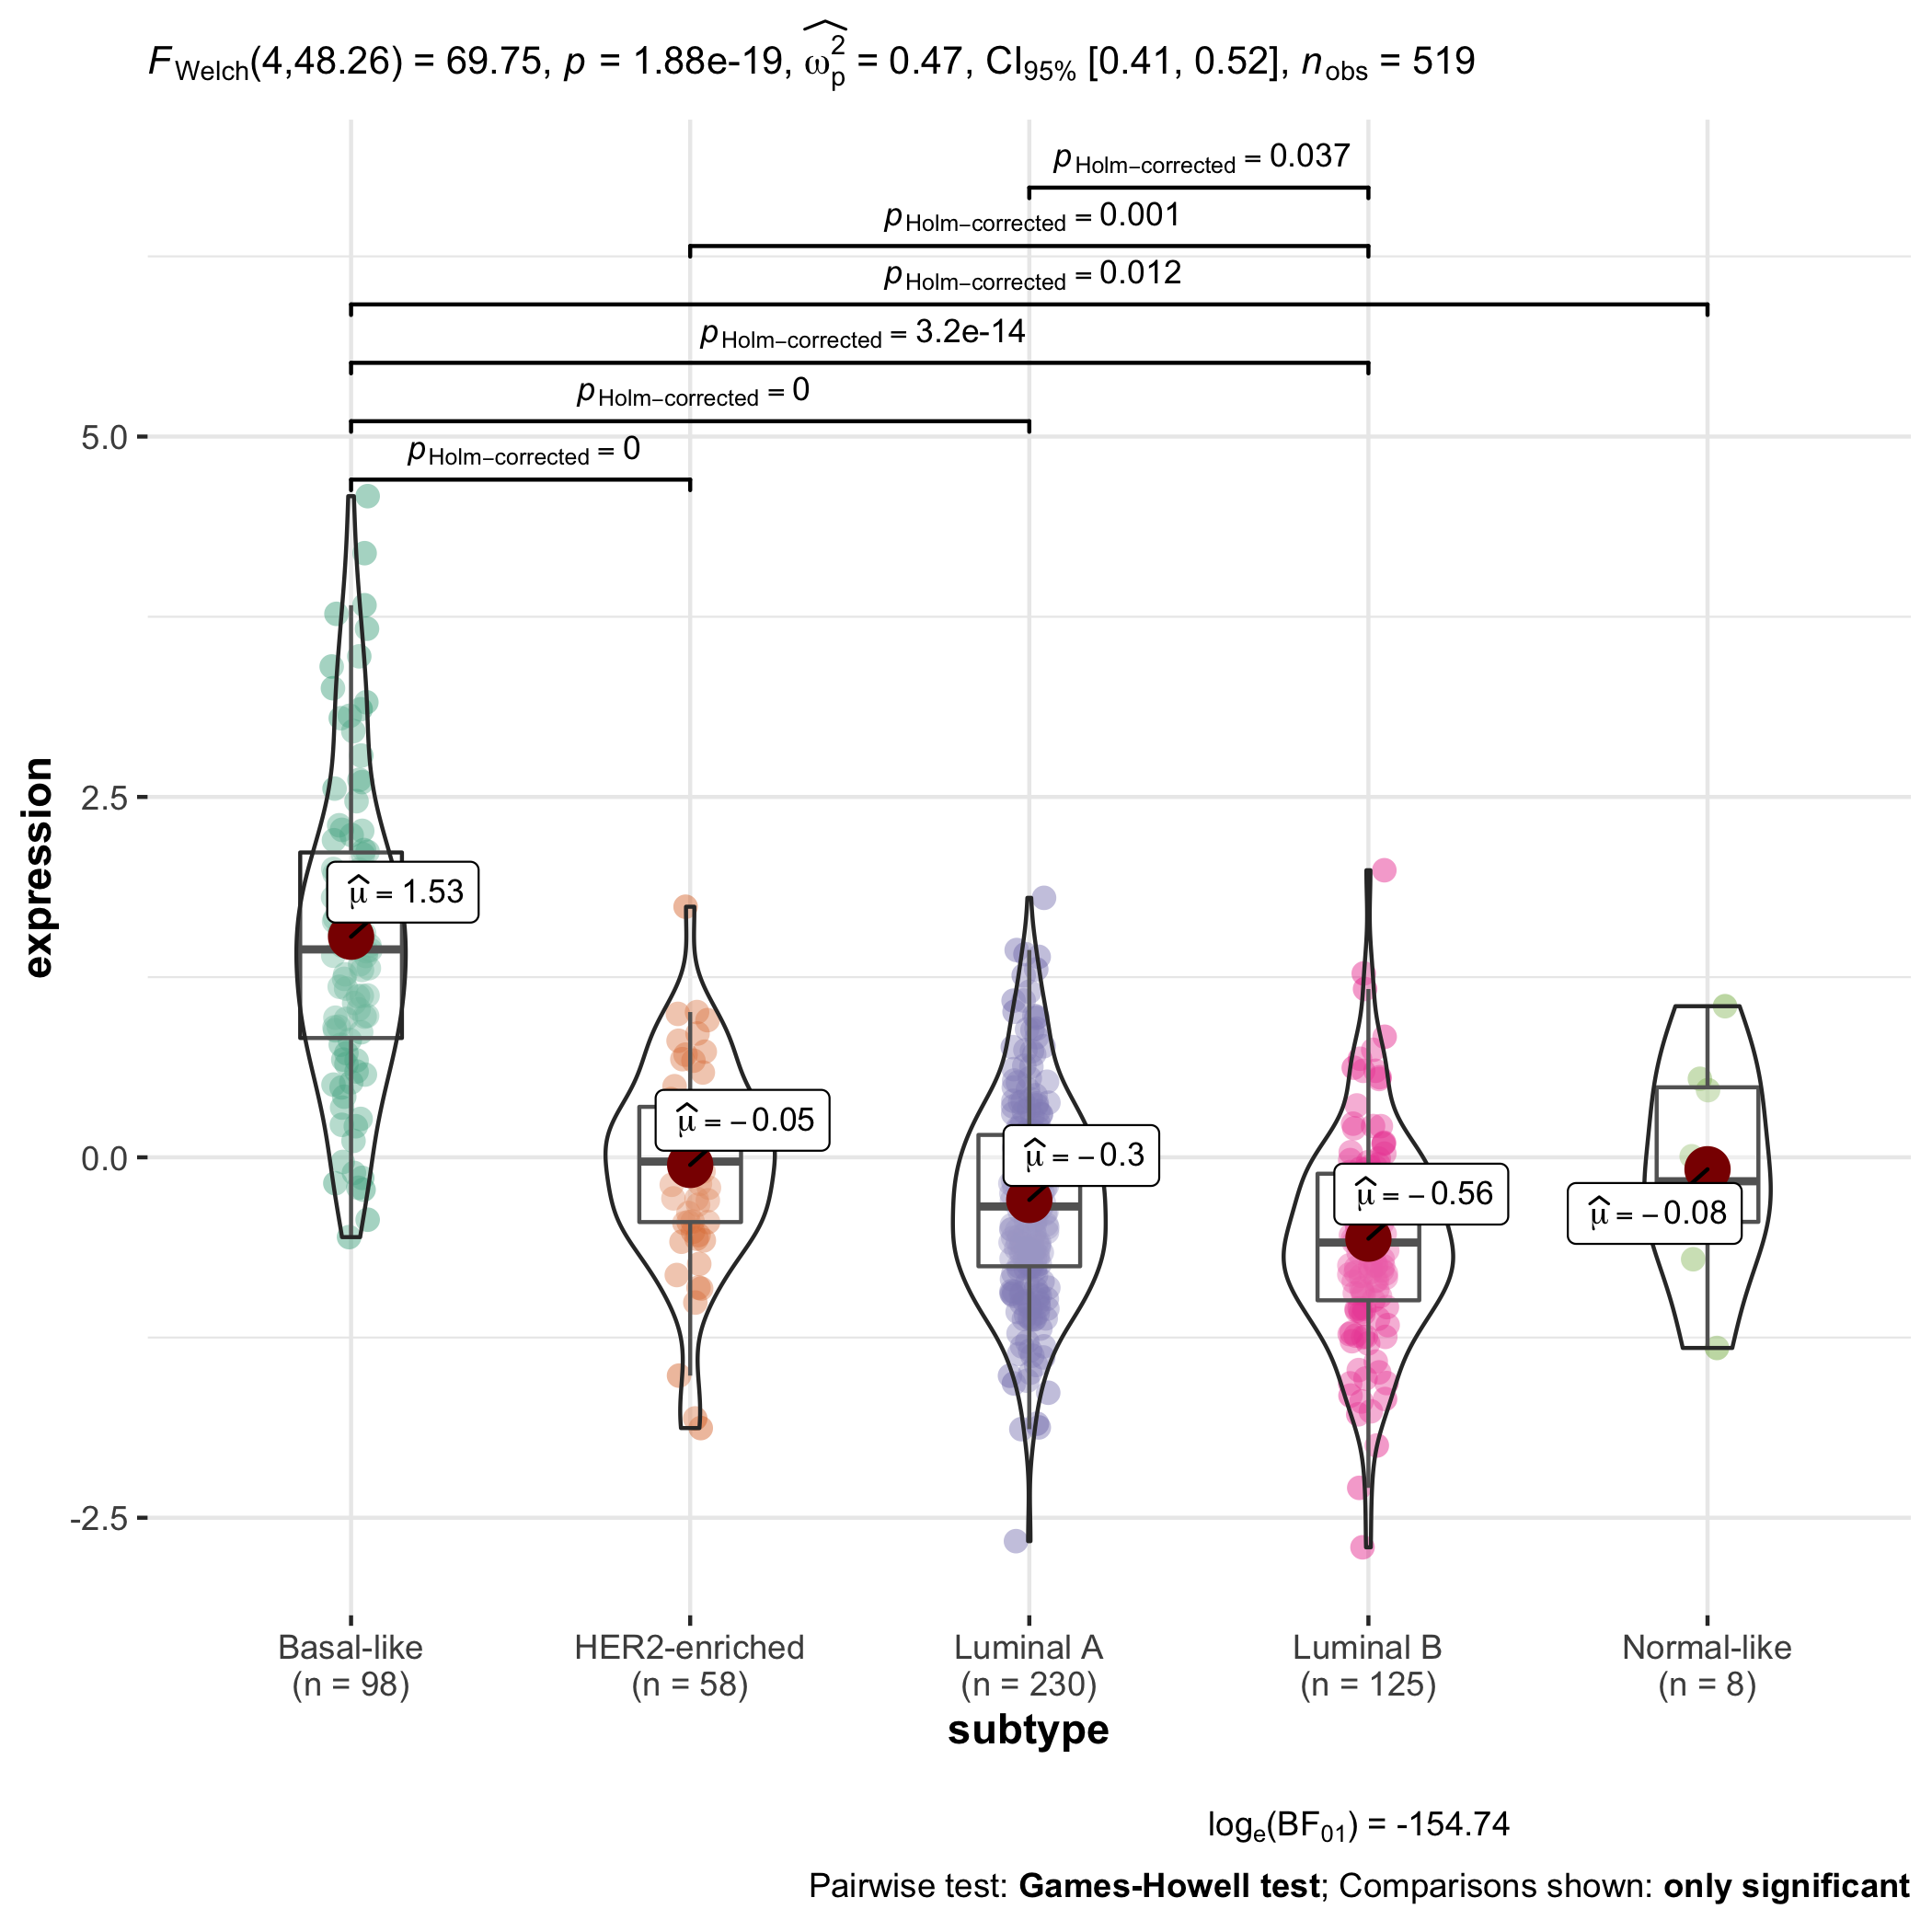 F Welch(4,48.26) = 69.75, p = 1.88e-19, ω̂²p = 0.47, CI95% [0.41, 0.52], nobs = 519
pHolm−corrected = 0.037
pHolm−corrected = 0.001
pHolm−corrected = 0.012
pHolm−corrected = 3.2e-14
pHolm−corrected = 0
pHolm−corrected = 0
5.0
2.5
0.0
-2.5
expression
μ̂ = 1.53
μ̂ = −0.05
μ̂ = −0.3
μ̂ = −0.56
μ̂ = −0.08
Basal-like
(n = 98)
HER2-enriched
(n = 58)
Luminal A
(n = 230)
Luminal B
(n = 125)
Normal-like
(n = 8)
subtype
loge(BF01) = -154.74
Pairwise test: Games-Howell test; Comparisons shown: only significant